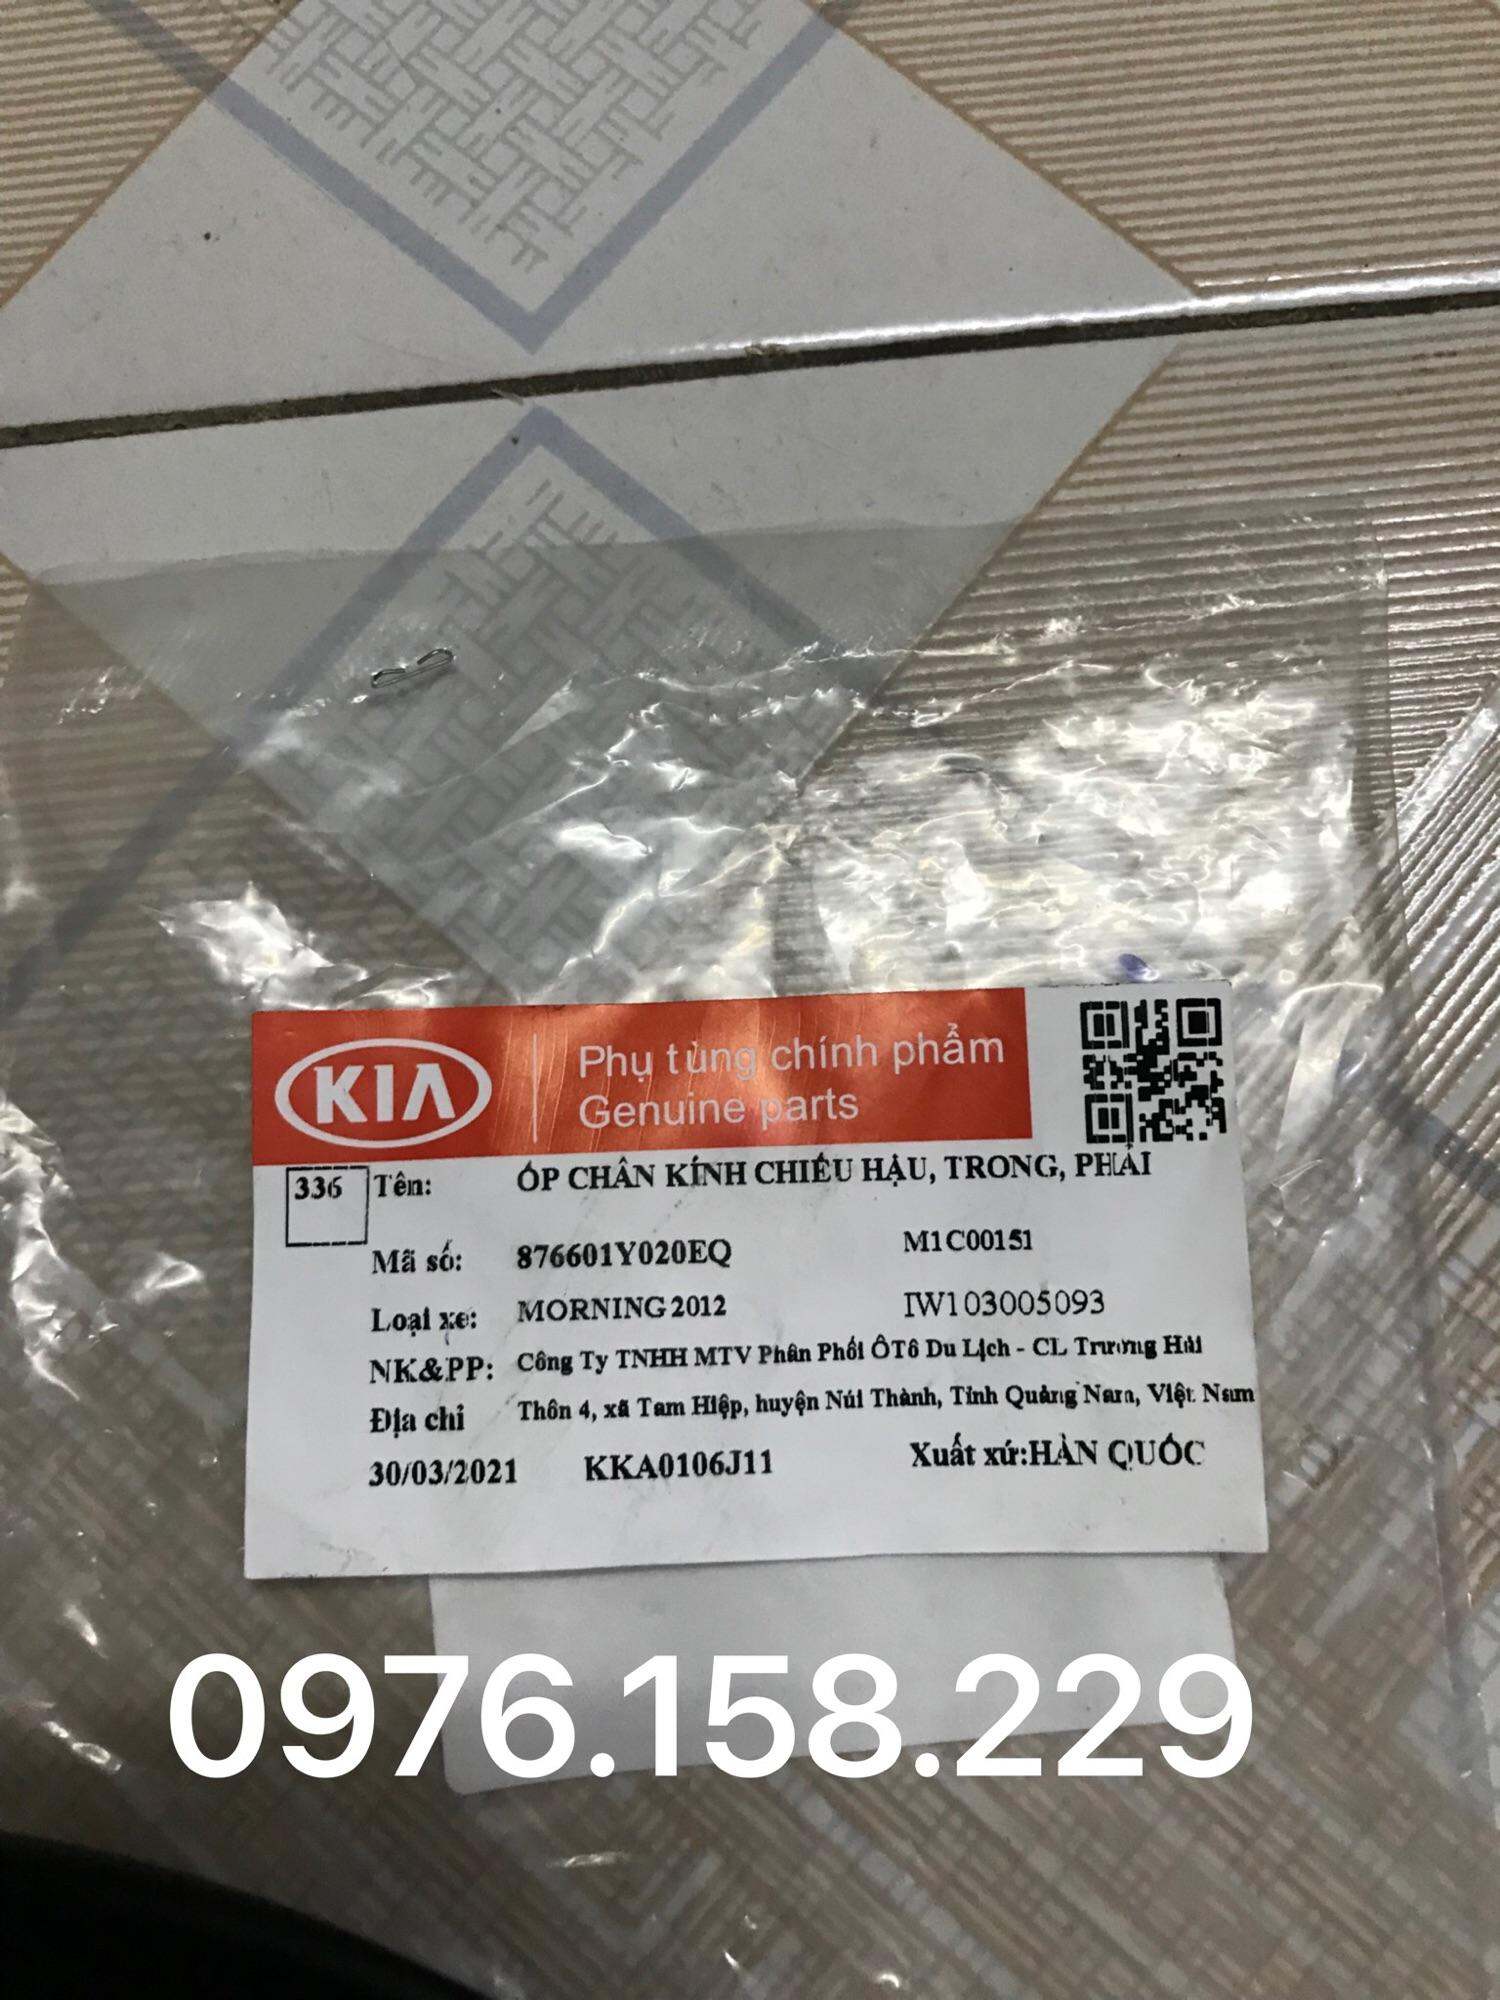 KIA
Phụ tùng chính phẩm
Genuine parts
336 Tên: ỐP CHÂN KÍNH CHIẾU HẬU, TRONG, PHẢI
Mã số: 876601Y020EQ M1C00151
Loại xe: MORNING 2012 IW103005093
NK&PP: Công Ty TNHH MTV Phân Phối ÔTô Du Lịch - CL Trường Hải
Địa chỉ Thôn 4, xã Tam Hiệp, huyện Núi Thành, Tỉnh Quảng Nam, Việt Nam
30/03/2021 KKA0106J11 Xuất xứ:HÀN QUỐC
0976.158.229